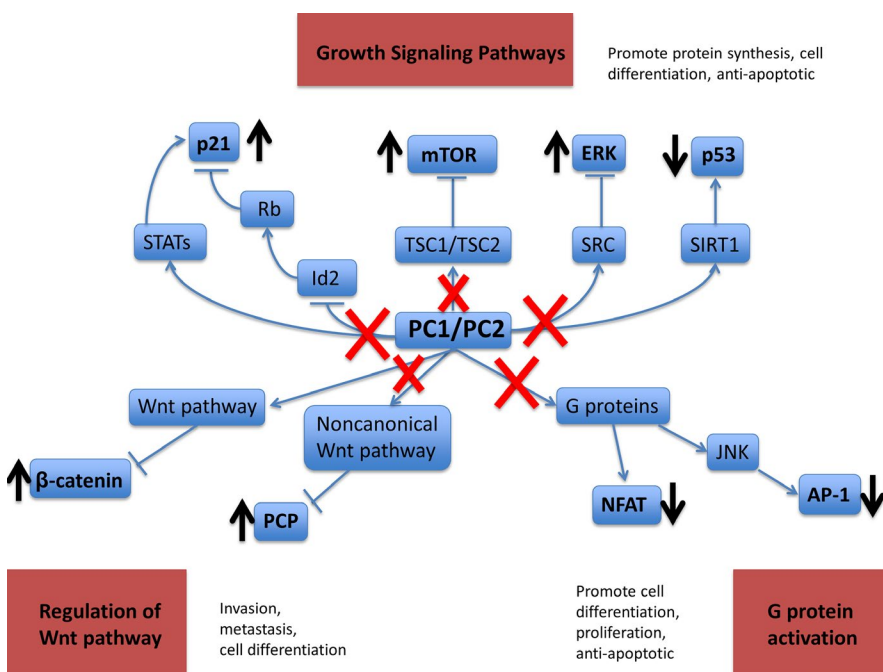 Growth Signaling Pathways
Promote protein synthesis, cell
differentiation, anti-apoptotic
p21
mTOR
ERK
p53
Rb
STATs
TSC1/TSC2
SRC
SIRT1
Id2
PC1/PC2
Wnt pathway
Noncanonical
Wnt pathway
G proteins
JNK
β-catenin
PCP
NFAT
AP-1
Regulation of
Wnt pathway
Invasion,
metastasis,
cell differentiation
Promote cell
differentiation,
proliferation,
anti-apoptotic
G protein
activation